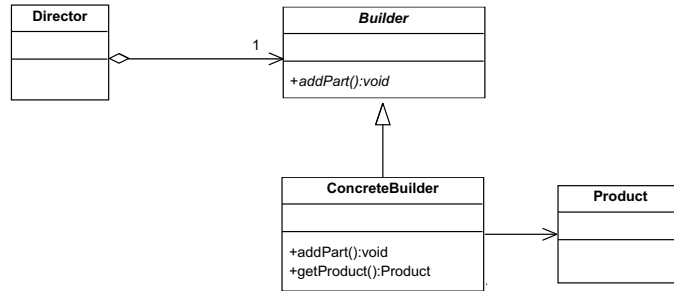 Director
Builder
1
+addPart():void
ConcreteBuilder
+addPart():void
+getProduct():Product
Product